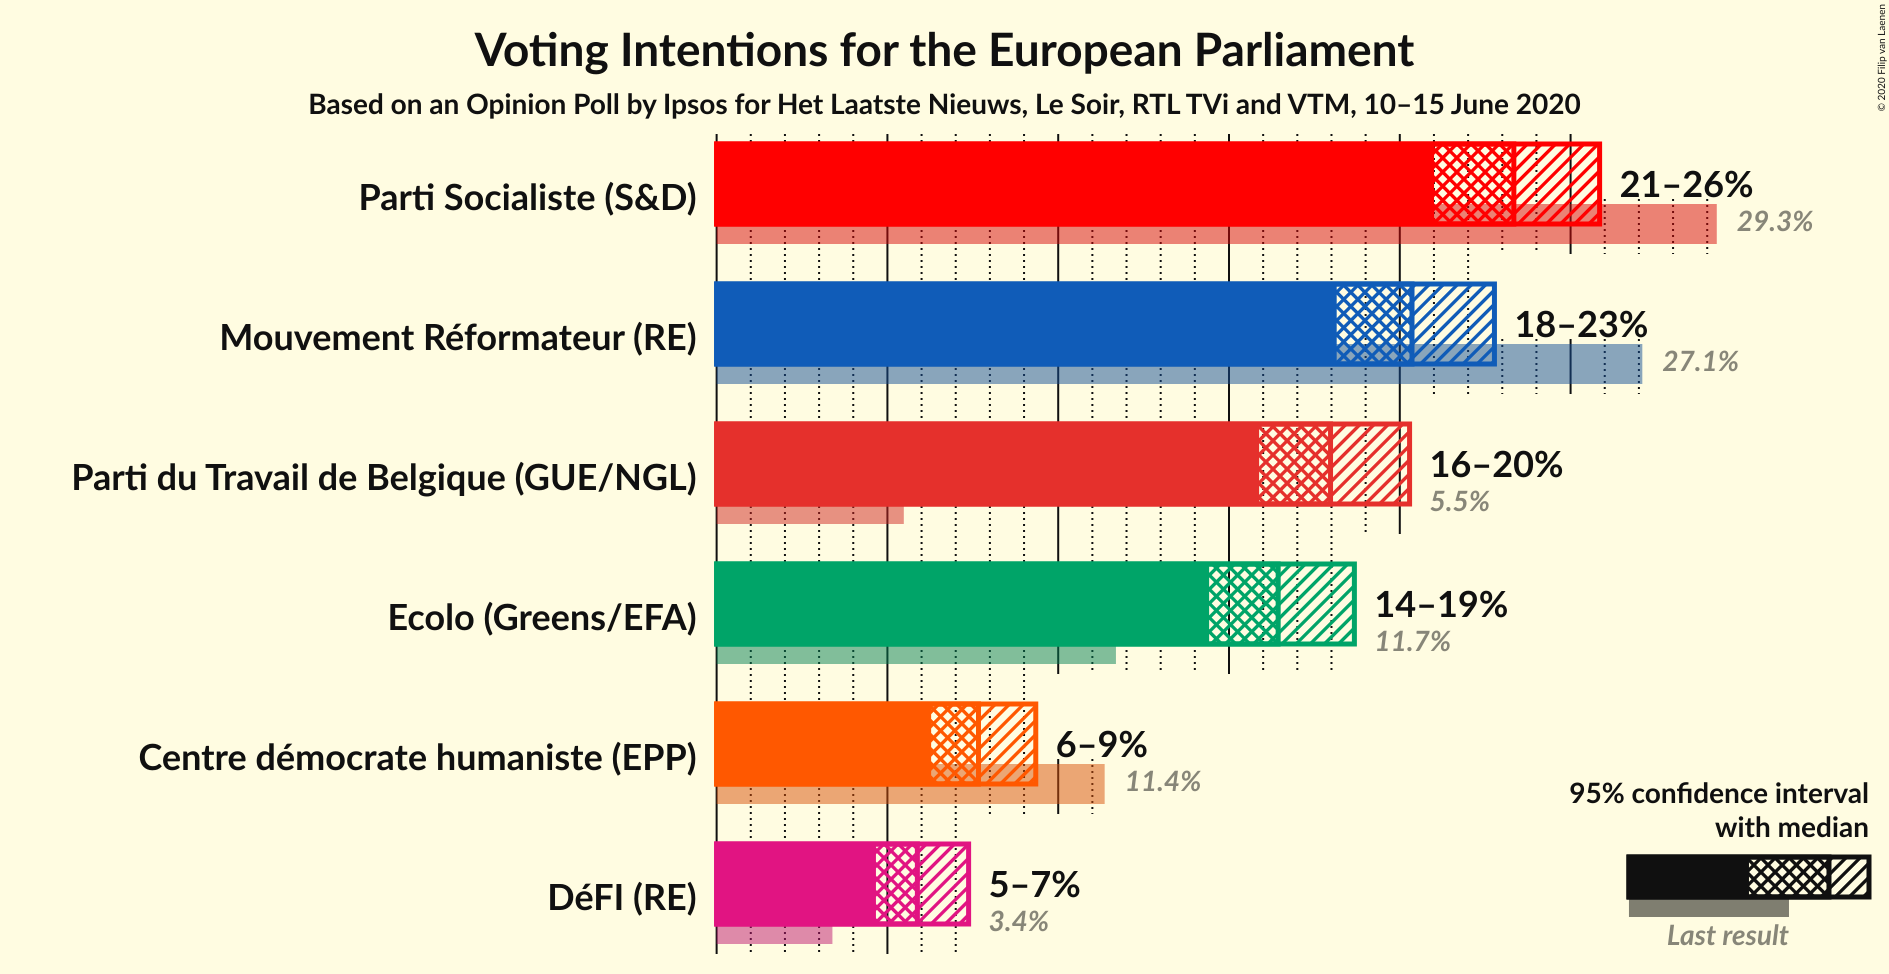 Voting Intentions for the European Parliament
Based on an Opinion Poll by Ipsos for Het Laatste Nieuws, Le Soir, RTL TVi and VTM, 10–15 June 2020
© 2020 Filip van Laenen
Parti Socialiste (S&D)
21–26%
29.3%
Mouvement Réformateur (RE)
18–23%
27.1%
Parti du Travail de Belgique (GUE/NGL)
16–20%
5.5%
Ecolo (Greens/EFA)
14–19%
11.7%
Centre démocrate humaniste (EPP)
6–9%
11.4%
DéFI (RE)
5–7%
3.4%
95% confidence interval
with median
Last result